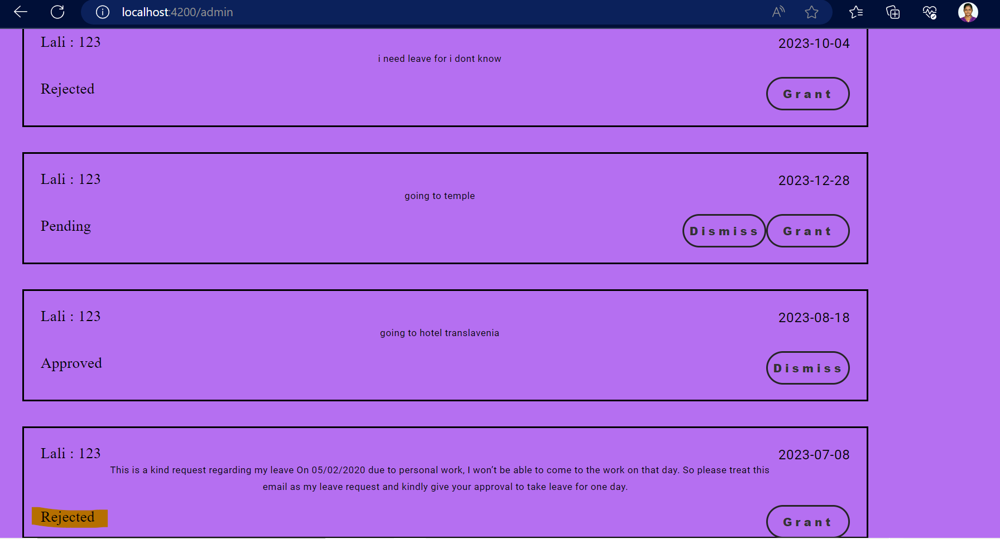 localhost:4200/admin
Lali : 123
2023-10-04
i need leave for i dont know
Rejected
Grant
Lali : 123
2023-12-28
going to temple
Pending
Dismiss
Grant
Lali : 123
2023-08-18
going to hotel translavenia
Approved
Dismiss
Lali : 123
2023-07-08
This is a kind request regarding my leave On 05/02/2020 due to personal work, I won’t be able to come to the work on that day. So please treat this
email as my leave request and kindly give your approval to take leave for one day.
Rejected
Grant